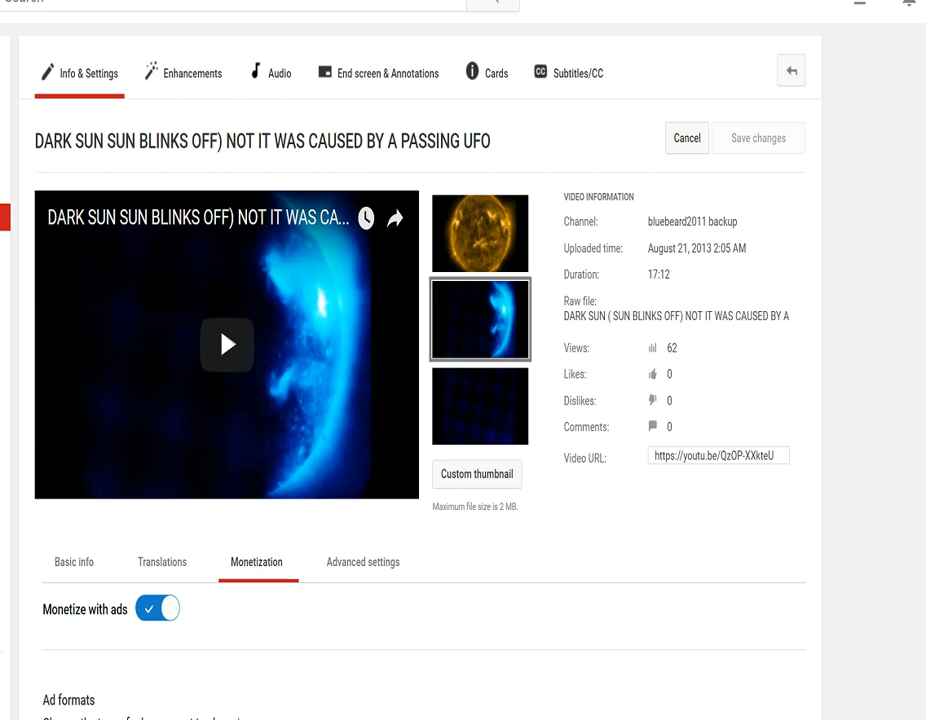 Info & Settings
Enhancements
Audio
End screen & Annotations
Cards
CC Subtitles/CC
DARK SUN SUN BLINKS OFF) NOT IT WAS CAUSED BY A PASSING UFO
Cancel
Save changes
DARK SUN SUN BLINKS OFF) NOT IT WAS CA...
VIDEO INFORMATION
Channel: bluebeard2011 backup
Uploaded time: August 21, 2013 2:05 AM
Duration: 17:12
Raw file:
DARK SUN ( SUN BLINKS OFF) NOT IT WAS CAUSED BY A
Views: 62
Likes: 0
Dislikes: 0
Comments: 0
Video URL: https://youtu.be/QzOP-XXkteU
Custom thumbnail
Maximum file size is 2 MB.
Basic info
Translations
Monetization
Advanced settings
Monetize with ads
Ad formats